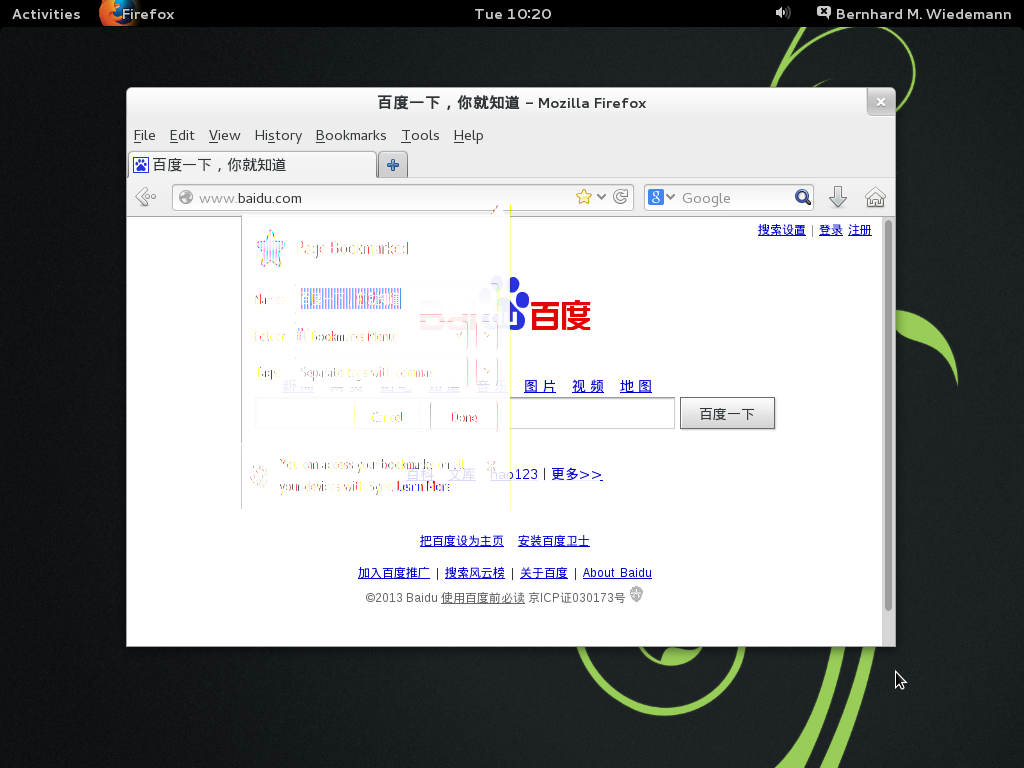 Activities Firefox Tue 10:20 Bernhard M. Wiedemann
百度一下，你就知道 - Mozilla Firefox
File Edit View History Bookmarks Tools Help
百度一下，你就知道
www.baidu.com Google
搜索设置 | 登录 注册
Page Bookmarked
Bai du 百度
Bookmarks Menu
Tags: Separate tags with commas
新闻 网页 贴吧 知道 音乐 图片 视频 地图
Cancel Done 百度一下
You can access your bookmarks on all
your devices with Sync. Learn More
百科 文库 hao123 | 更多>>
把百度设为主页 安装百度卫士
加入百度推广 | 搜索风云榜 | 关于百度 | About Baidu
©2013 Baidu 使用百度前必读 京ICP证030173号